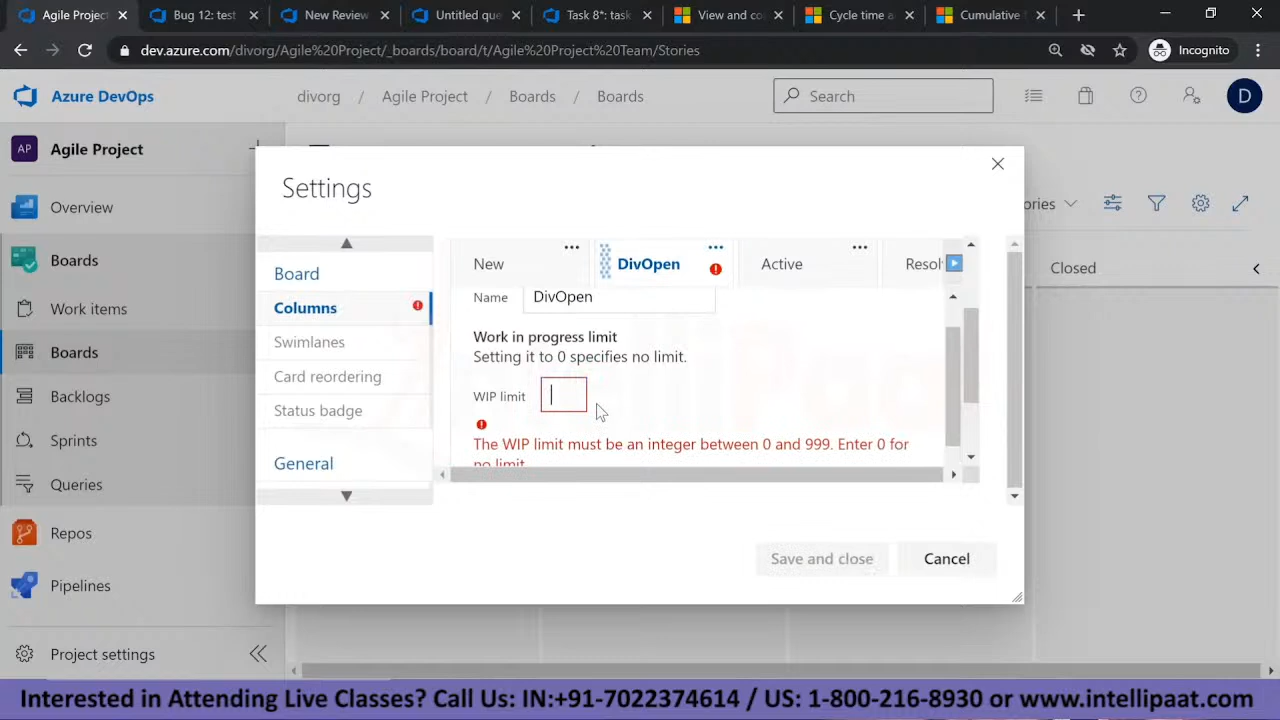 Agile Projec
Bug 12: test
New Review
Untitled que
Task 8*: task
View and co
Cycle time a
Cumulative
dev.azure.com/divorg/Agile%20Project/_boards/board/t/Agile%20Project%20Team/Stories
Incognito
Azure DevOps
divorg / Agile Project / Boards / Boards
Search
D
AP Agile Project
Overview
Boards
Work items
Boards
Backlogs
Sprints
Queries
Repos
Pipelines
Project settings
ories
Closed
Settings
Board
Columns
Swimlanes
Card reordering
Status badge
General
New
DivOpen
Active
Resol
Name DivOpen
Work in progress limit
Setting it to 0 specifies no limit.
WIP limit
The WIP limit must be an integer between 0 and 999. Enter 0 for
no limit
Save and close
Cancel
Interested in Attending Live Classes? Call Us: IN:+91-7022374614 / US: 1-800-216-8930 or www.intellipaat.com